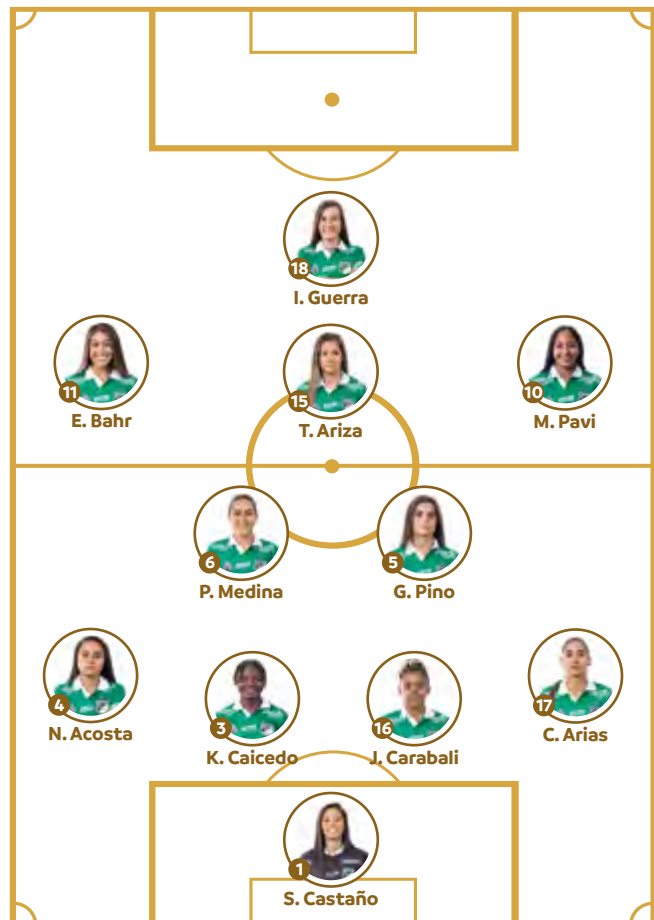 18
I. Guerra
11
E. Bahr
15
T. Ariza
10
M. Pavi
6
P. Medina
5
G. Pino
4
N. Acosta
3
K. Caicedo
16
J. Carabali
17
C. Arias
1
S. Castaño